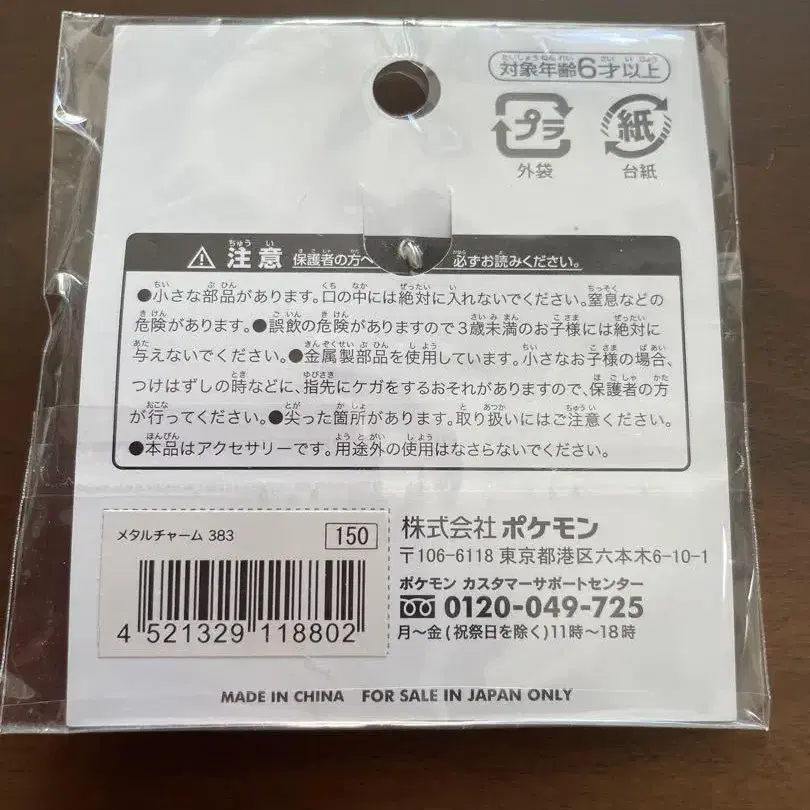 対象年齢6才以上
プラ
外袋
紙
台紙
注意 保護者の方へ 必ずお読みください。
●小さな部品があります。口の中には絶対に入れないでください。窒息などの
危険があります。●誤飲の危険がありますので3歳未満のお子様には絶対に
与えないでください。●金属製部品を使用しています。小さなお子様の場合、
つけはずしの時などに、指先にケガをするおそれがありますので、保護者の方
が行ってください。●尖った箇所があります。取り扱いにはご注意ください。
●本品はアクセサリーです。用途外の使用はなさらないでください。
メタルチャーム 383 150
4 521329 118802
株式会社 ポケモン
〒106-6118 東京都港区六本木6-10-1
ポケモン カスタマーサポートセンター
0120-049-725
月～金(祝祭日を除く)11時～18時
MADE IN CHINA FOR SALE IN JAPAN ONLY